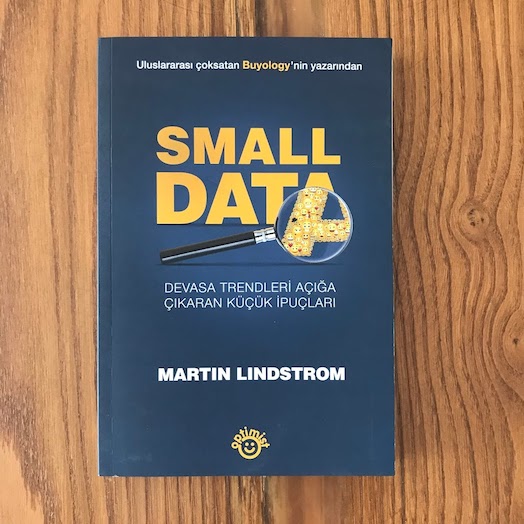 Uluslararası çoksatan Buyology'nin yazarından
SMALL
DATA
DEVASA TRENDLERİ AÇIĞA
ÇIKARAN KÜÇÜK İPUÇLARI
MARTIN LINDSTROM
optimist